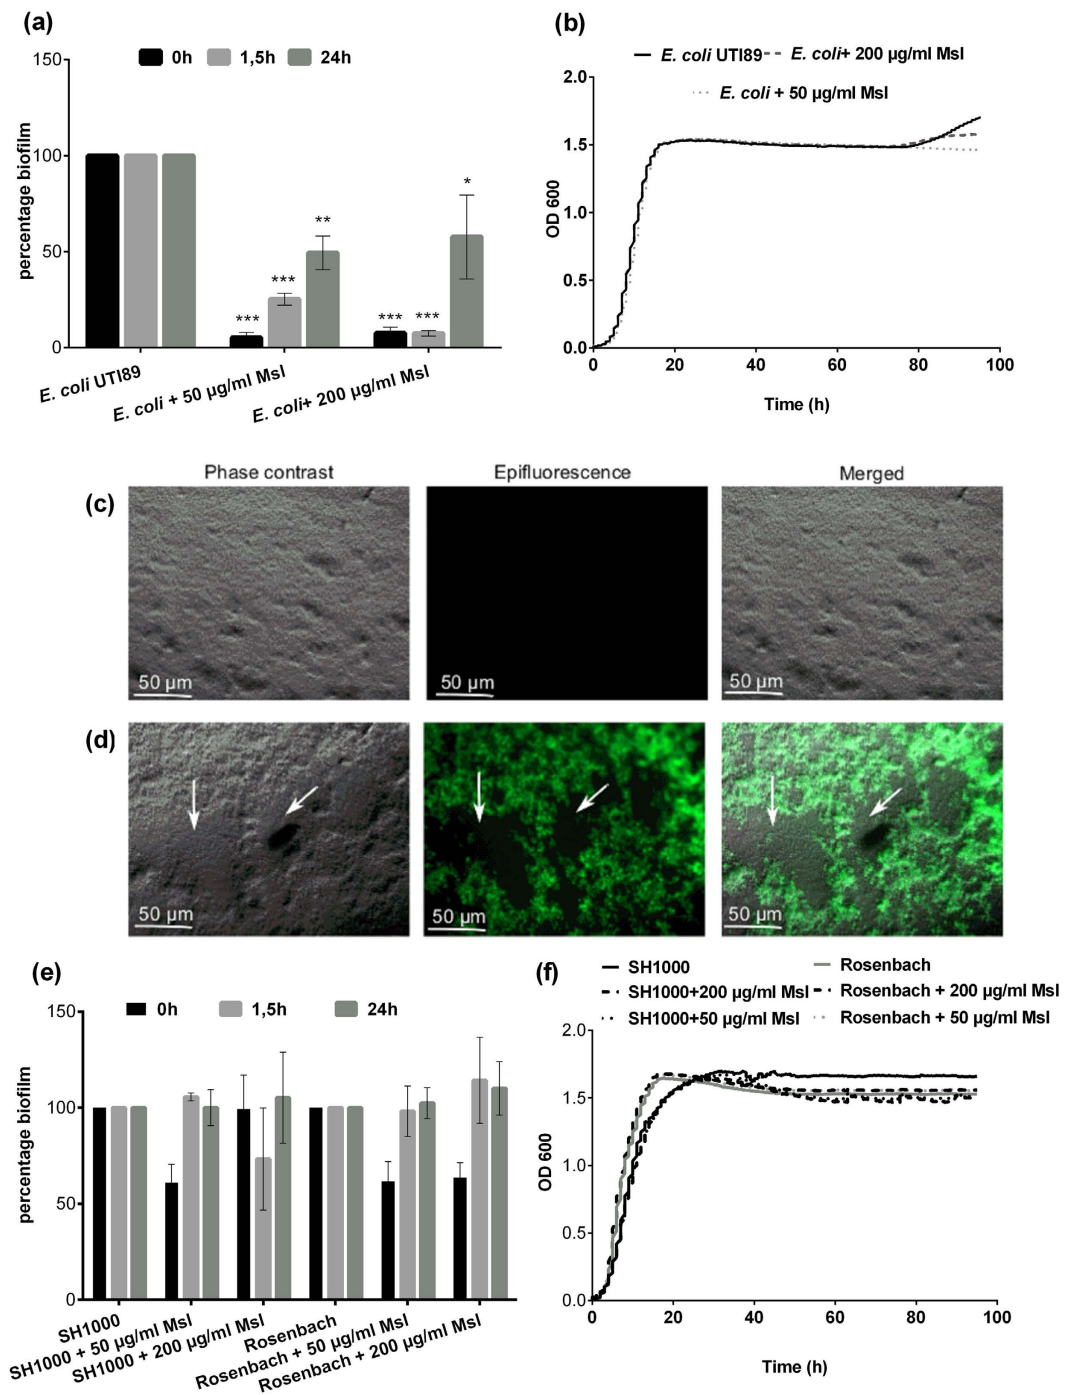 (a)
0h 1,5h 24h
150
100
50
0
percentage biofilm
***
***
**
***
***
*
E. coli UTI89
E. coli + 50 µg/ml Msl
E. coli+ 200 µg/ml Msl
(b)
E. coli UTI89 E. coli+ 200 µg/ml Msl
E. coli + 50 µg/ml Msl
2.0
1.5
1.0
0.5
0.0
OD 600
0 20 40 60 80 100
Time (h)
Phase contrast Epifluorescence Merged
(c)
50 µm 50 µm 50 µm
(d)
50 µm 50 µm 50 µm
(e)
0h 1,5h 24h
150
100
50
0
percentage biofilm
SH1000
SH1000 + 50 µg/ml Msl
SH1000 + 200 µg/ml Msl
Rosenbach
Rosenbach + 50 µg/ml Msl
Rosenbach + 200 µg/ml Msl
(f)
SH1000 Rosenbach
SH1000+200 µg/ml Msl Rosenbach + 200 µg/ml Msl
SH1000+50 µg/ml Msl Rosenbach + 50 µg/ml Msl
2.0
1.5
1.0
0.5
0.0
OD 600
0 20 40 60 80 100
Time (h)